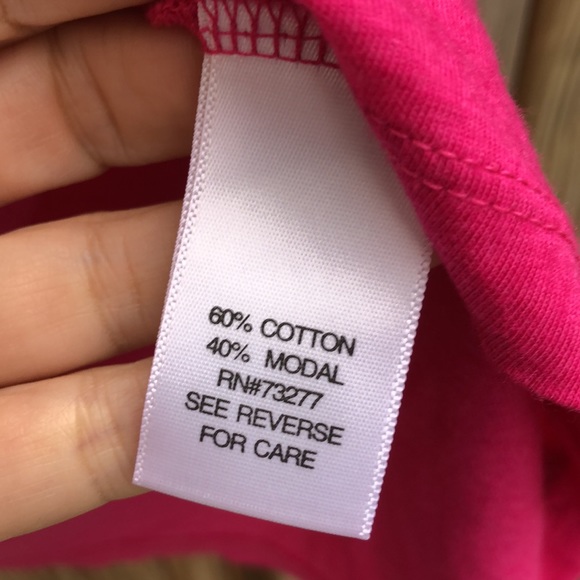 60% COTTON
40% MODAL
RN#73277
SEE REVERSE
FOR CARE